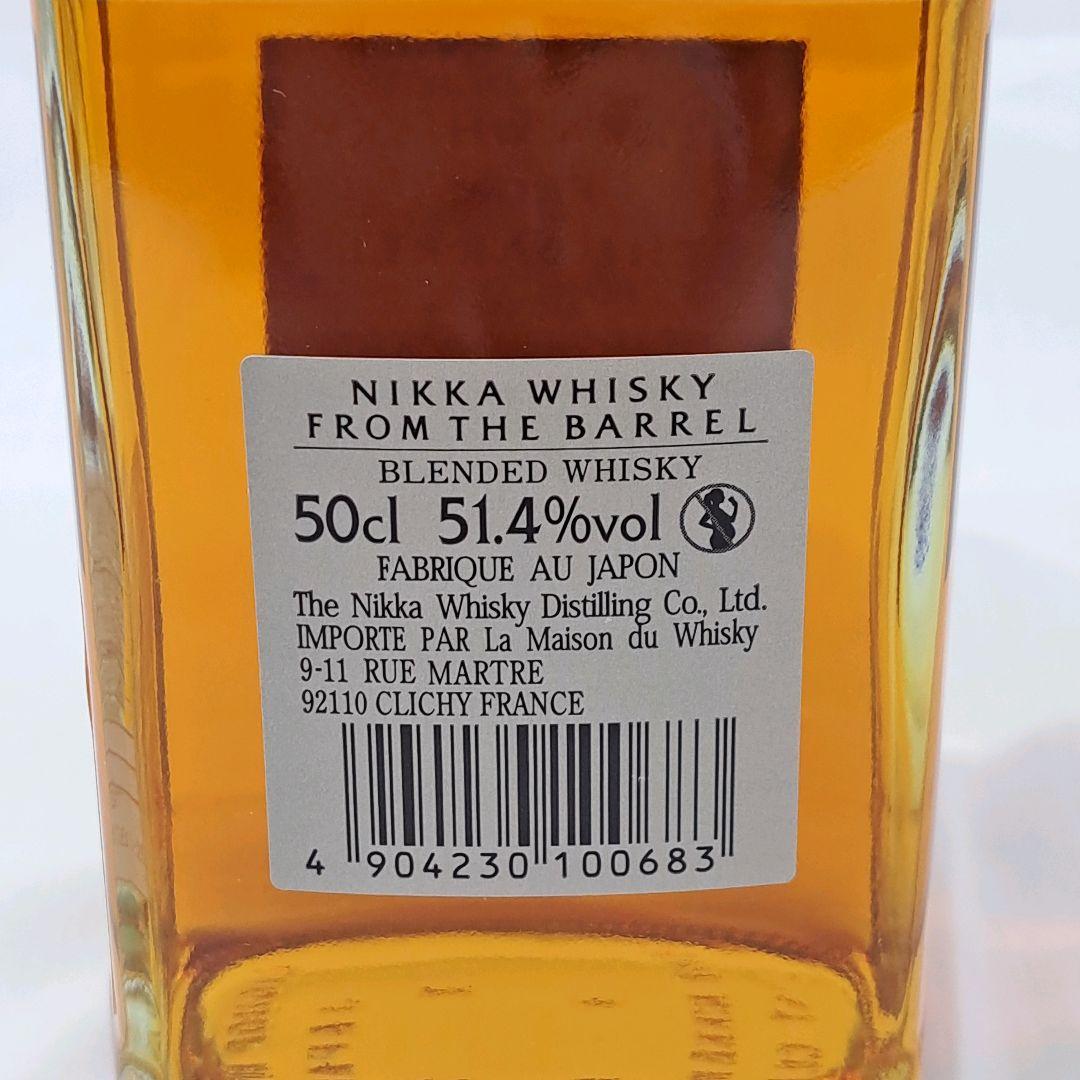 NIKKA WHISKY
FROM THE BARREL
BLENDED WHISKY
50cl 51.4%vol
FABRIQUE AU JAPON
The Nikka Whisky Distilling Co., Ltd.
IMPORTE PAR La Maison du Whisky
9-11 RUE MARTRE
92110 CLICHY FRANCE
4 904230 100683